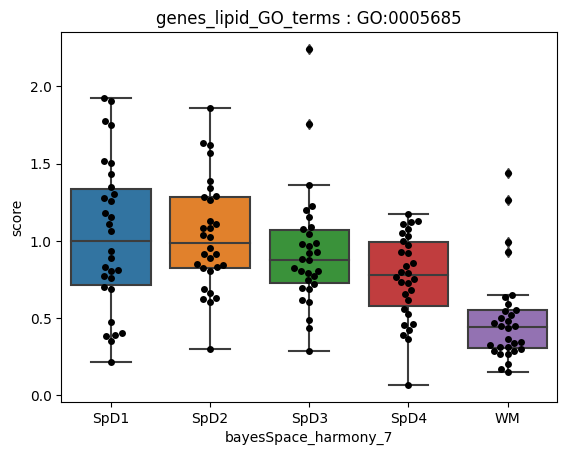 genes_lipid_GO_terms : GO:0005685
score
2.0
1.5
1.0
0.5
0.0
SpD1 SpD2 SpD3 SpD4 WM
bayesSpace_harmony_7